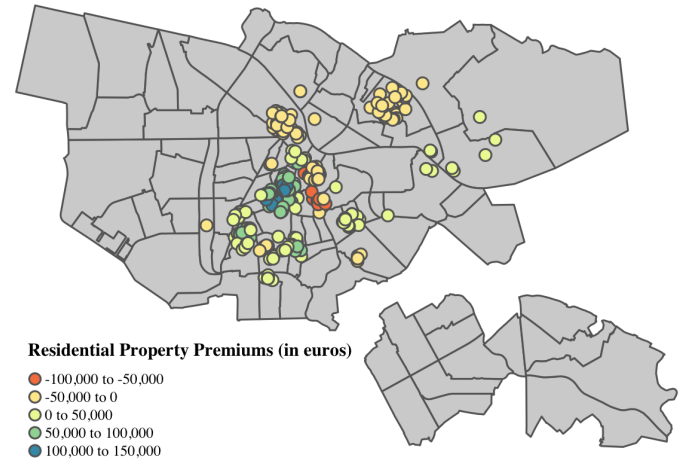 Residential Property Premiums (in euros)
-100,000 to -50,000
-50,000 to 0
0 to 50,000
50,000 to 100,000
100,000 to 150,000